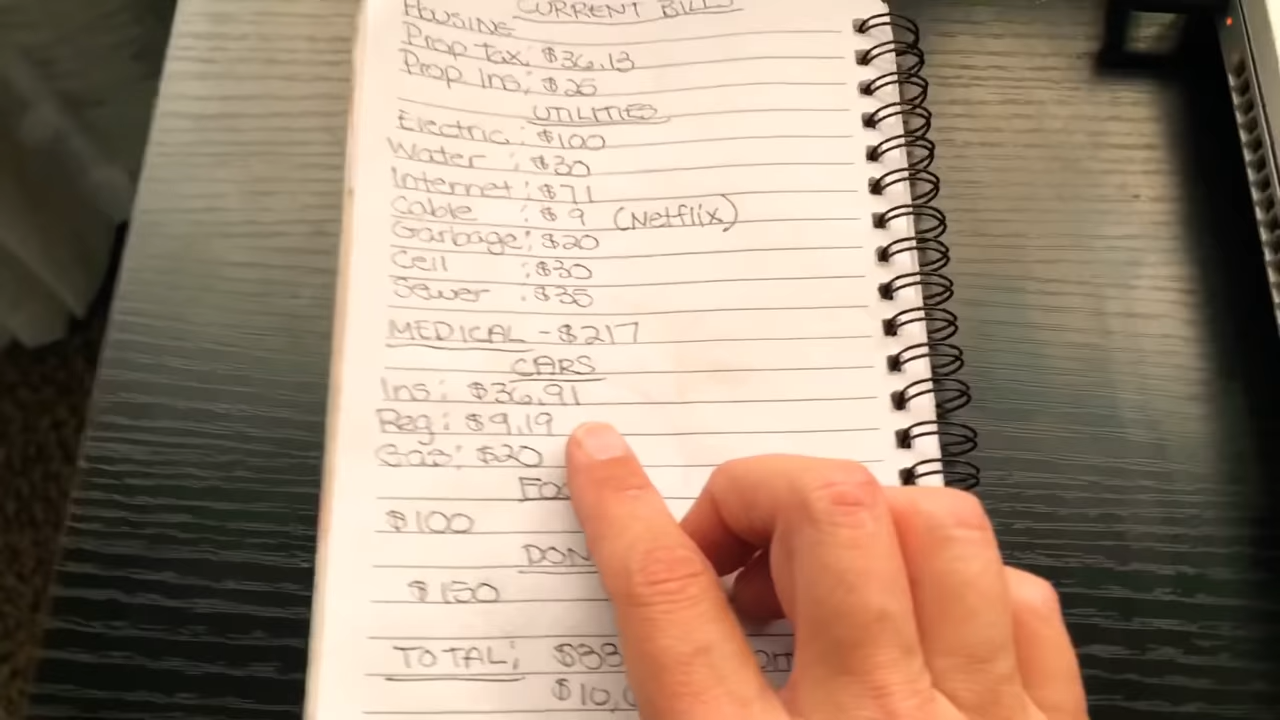 CURRENT BILLS
HOUSING
Prop tax: $36.13
Prop Ins: $25
UTILITIES
Electric: $100
Water : $30
Internet: $71
Cable : $9 (Netflix)
Garbage: $20
Cell : $30
Sewer : $35
MEDICAL - $217
CARS
Ins: $36.91
Reg: $9.19
Gas: $20
$100
$150
TOTAL: